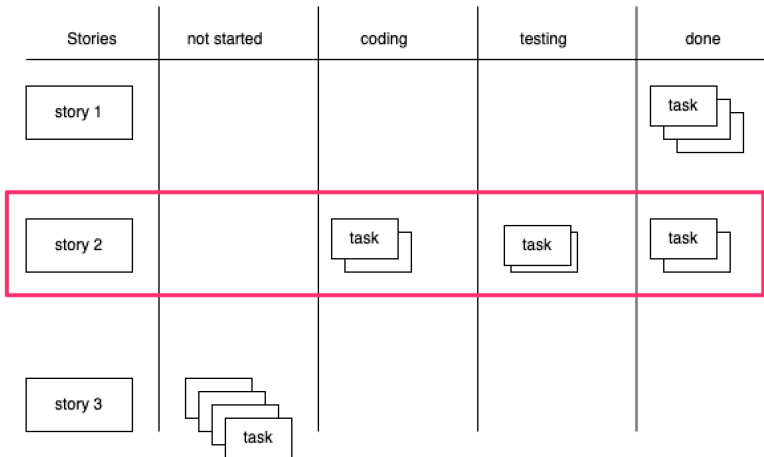 Stories not started coding testing done
story 1 task
story 2 task task task
story 3
task